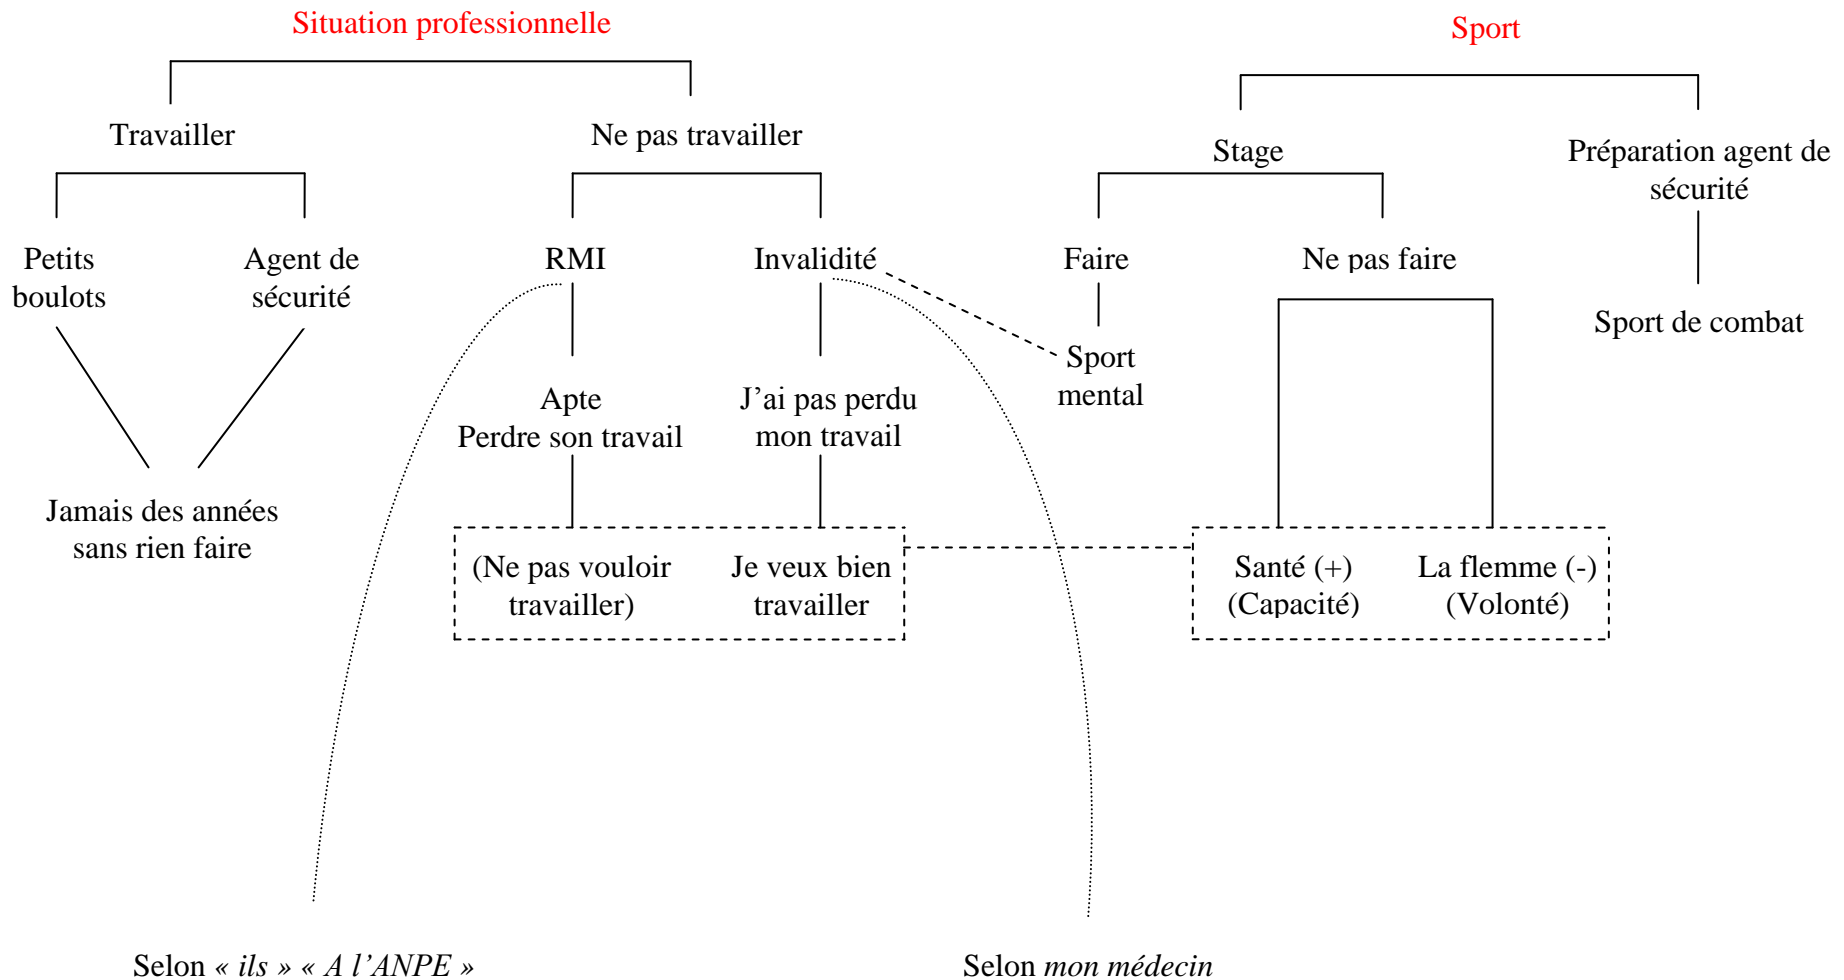 Situation professionnelle
Sport
Travailler
Ne pas travailler
Stage
Préparation agent de
sécurité
Petits
boulots
Agent de
sécurité
RMI
Invalidité
Faire
Ne pas faire
Sport de combat
Sport
mental
Apte
Perdre son travail
J’ai pas perdu
mon travail
Jamais des années
sans rien faire
(Ne pas vouloir
travailler)
Je veux bien
travailler
Santé (+)
(Capacité)
La flemme (-)
(Volonté)
Selon « ils » « A l’ANPE »
Selon mon médecin